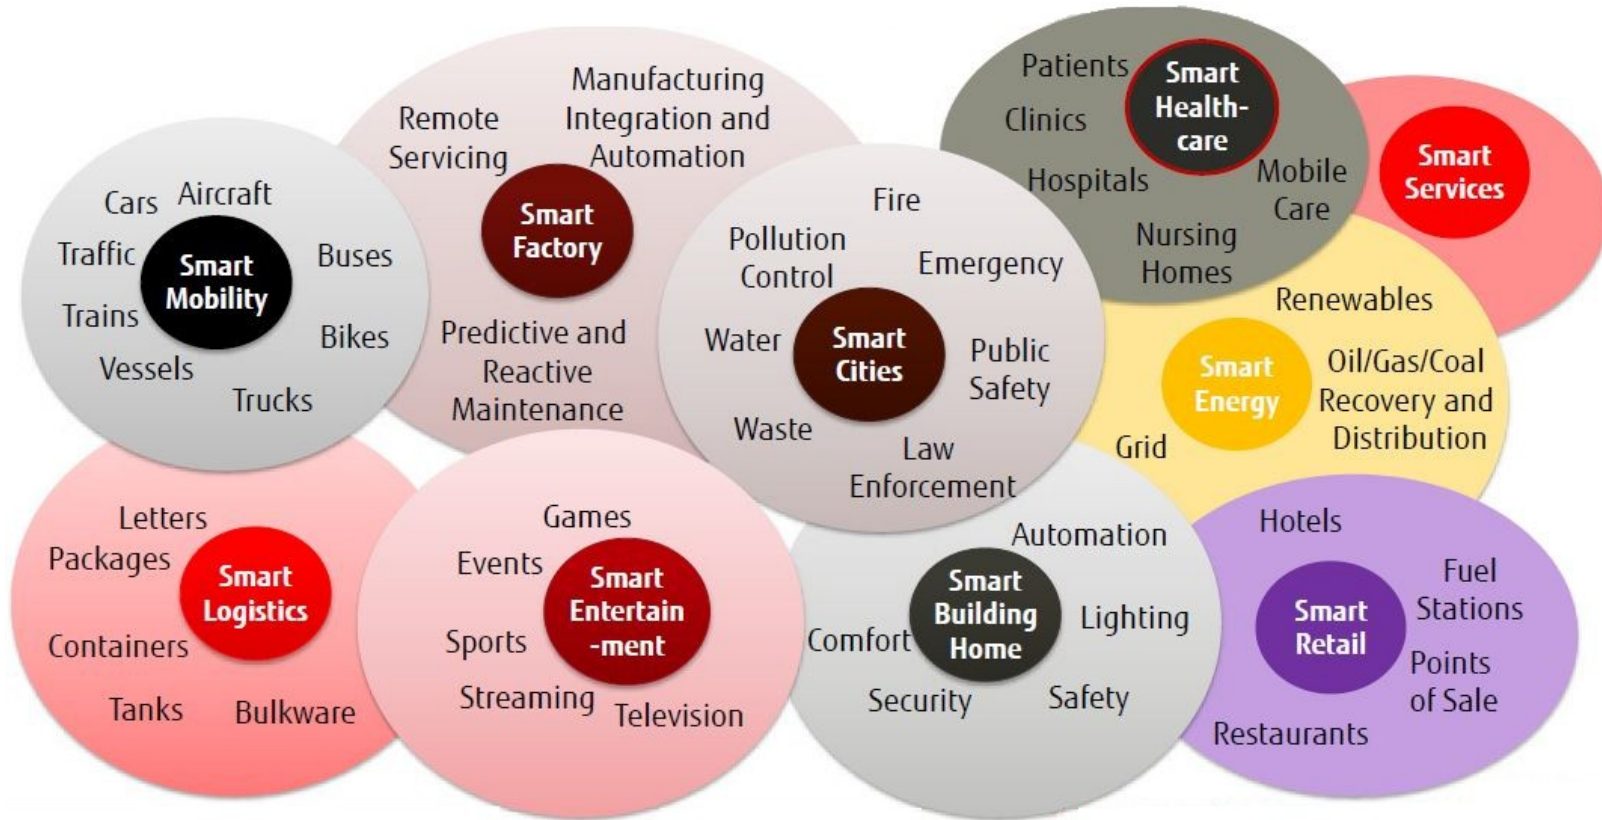 Cars
Aircraft
Traffic
Buses
Smart
Mobility
Trains
Bikes
Vessels
Trucks
Remote
Servicing
Manufacturing
Integration and
Automation
Smart
Factory
Predictive and
Reactive
Maintenance
Fire
Pollution
Control
Emergency
Water
Smart
Cities
Public
Safety
Waste
Law
Enforcement
Patients
Smart
Health-
care
Clinics
Hospitals
Mobile
Care
Nursing
Homes
Smart
Services
Renewables
Smart
Energy
Oil/Gas/Coal
Recovery and
Distribution
Grid
Letters
Packages
Smart
Logistics
Containers
Tanks
Bulkware
Games
Events
Smart
Entertain
-ment
Sports
Streaming
Television
Automation
Smart
Building
Home
Lighting
Comfort
Security
Safety
Hotels
Fuel
Stations
Smart
Retail
Points
of Sale
Restaurants